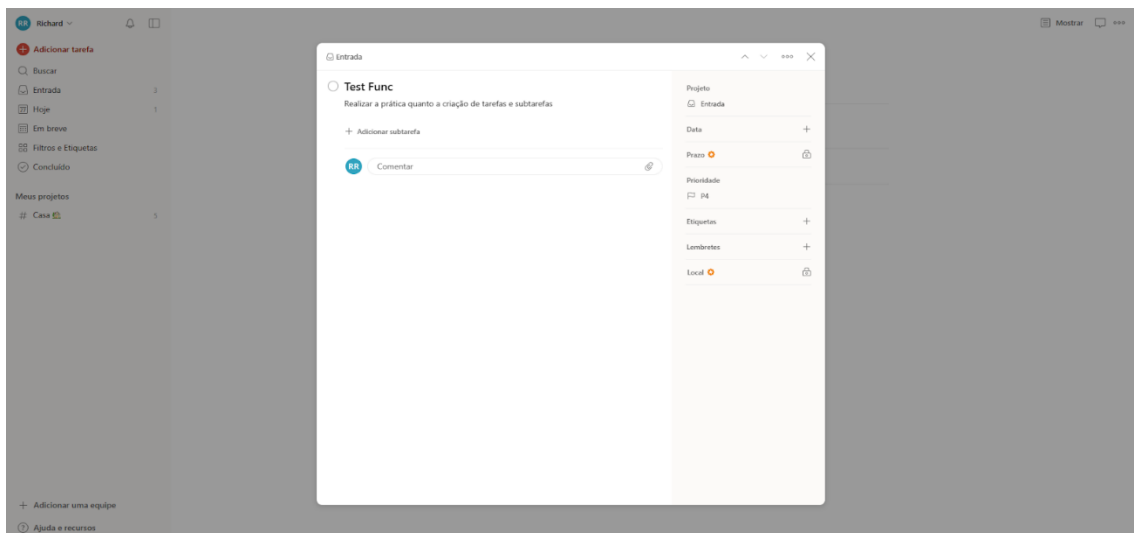 RR Richard
Adicionar tarefa
Buscar
Entrada
Hoje 1
Em breve
Filtros e Etiquetas
Concluído
Meus projetos
# Casa
Adicionar uma equipe
Ajuda e recursos
Mostrar
Entrada
Test Func
Realizar a prática quanto a criação de tarefas e subtarefas
+ Adicionar subtarefa
RR Comentar
Projeto
Entrada
Data +
Prazo
Prioridade
P4
Etiquetas +
Lembretes +
Local